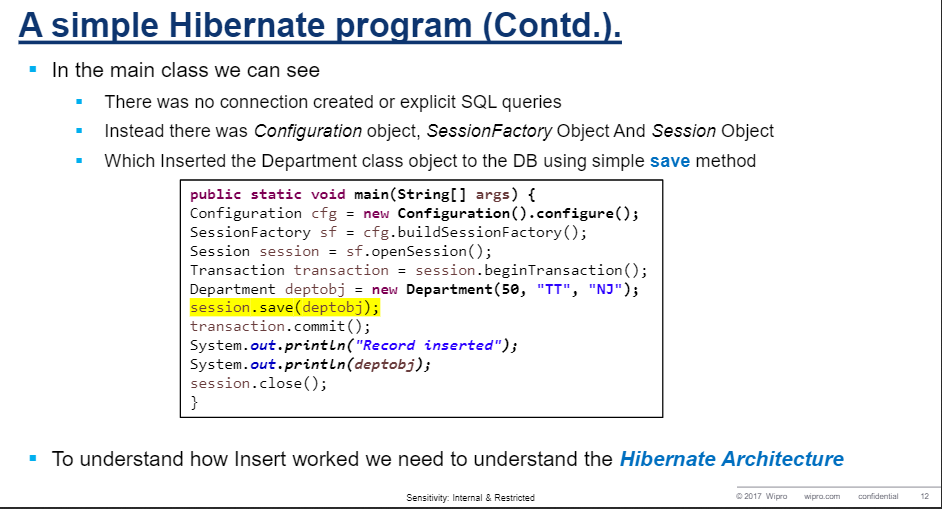 A simple Hibernate program (Contd.).
In the main class we can see
There was no connection created or explicit SQL queries
Instead there was Configuration object, SessionFactory Object And Session Object
Which Inserted the Department class object to the DB using simple save method
public static void main(String[] args) {
Configuration cfg = new Configuration().configure();
SessionFactory sf = cfg.buildSessionFactory();
Session session = sf.openSession();
Transaction transaction = session.beginTransaction();
Department deptobj = new Department(50, "TT", "NJ");
session.save(deptobj);
transaction.commit();
System.out.println("Record inserted");
System.out.println(deptobj);
session.close();
}
To understand how Insert worked we need to understand the Hibernate Architecture
Sensitivity: Internal & Restricted
© 2017 Wipro wipro.com confidential 12